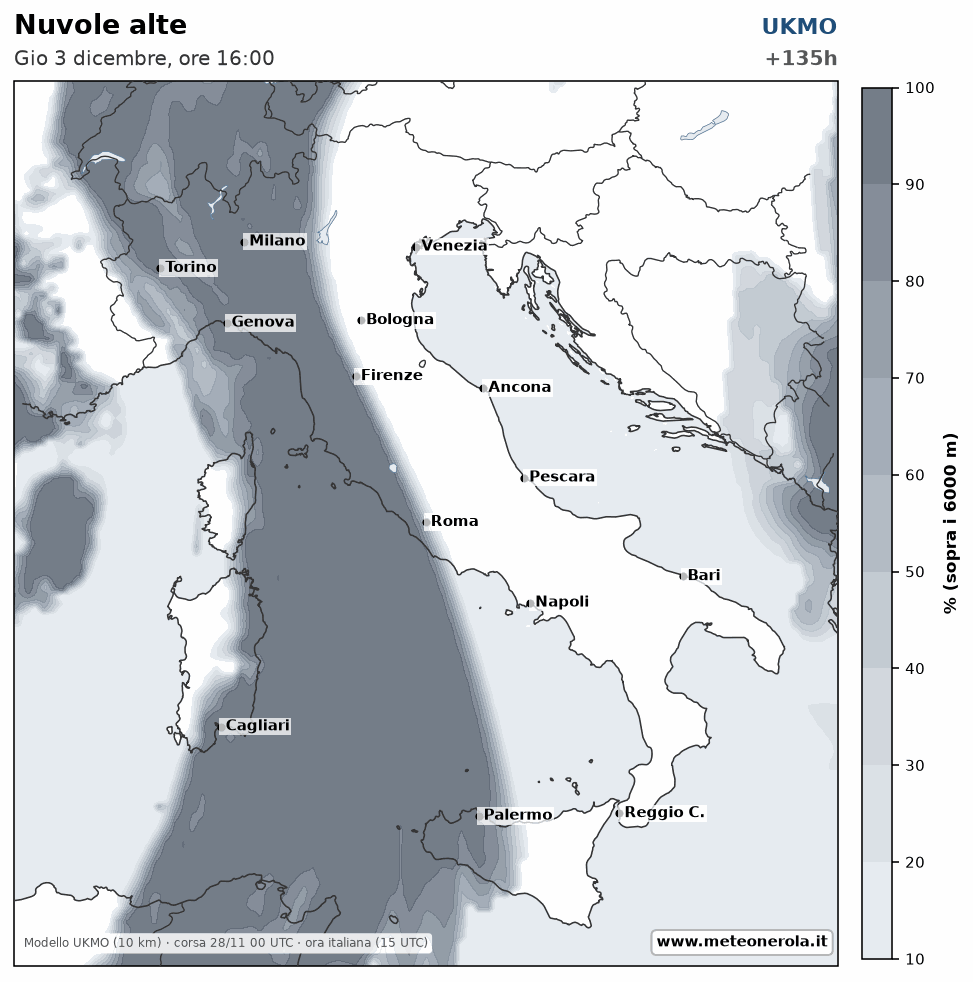 Nuvole alte
UKMO
Gio 3 dicembre, ore 16:00
+135h
100
90
80
70
60
50
40
30
20
10
% (sopra i 6000 m)
Milano
Venezia
Torino
Genova
Bologna
Firenze
Ancona
Pescara
Roma
Bari
Napoli
Cagliari
Palermo
Reggio C.
Modello UKMO (10 km) · corsa 28/11 00 UTC · ora italiana (15 UTC)
www.meteonerola.it